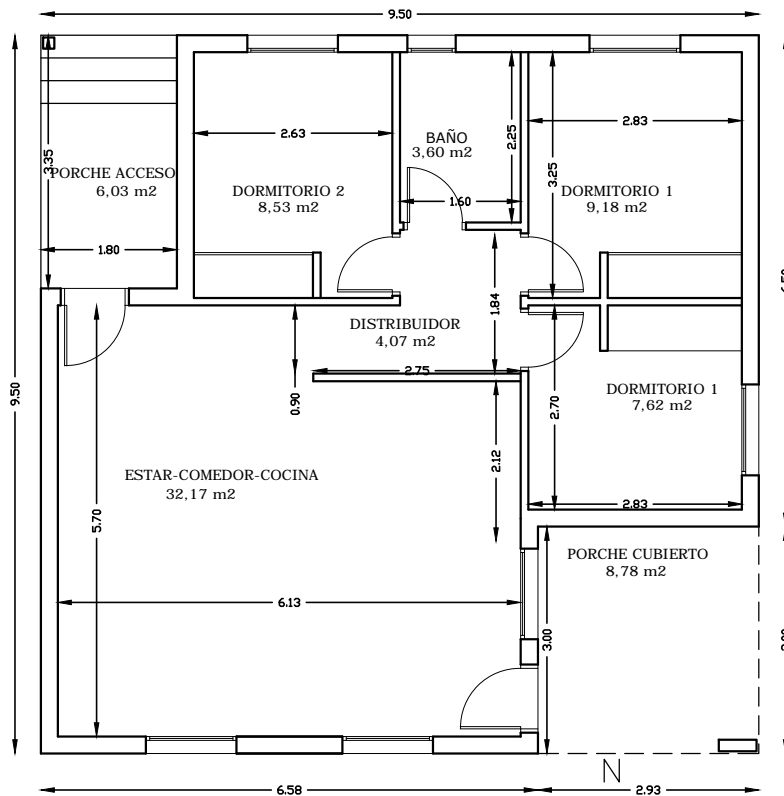 9.50
BAÑO
3,60 m2
2.63
2.83
2.25
3.35
PORCHE ACCESO
6,03 m2
DORMITORIO 2
8,53 m2
3.25
DORMITORIO 1
9,18 m2
1.60
1.80
1.84
DISTRIBUIDOR
4,07 m2
2.75
0.90
9.50
DORMITORIO 1
7,62 m2
2.70
2.12
ESTAR-COMEDOR-COCINA
32,17 m2
5.70
2.83
PORCHE CUBIERTO
8,78 m2
6.13
3.00
N
6.58
2.93